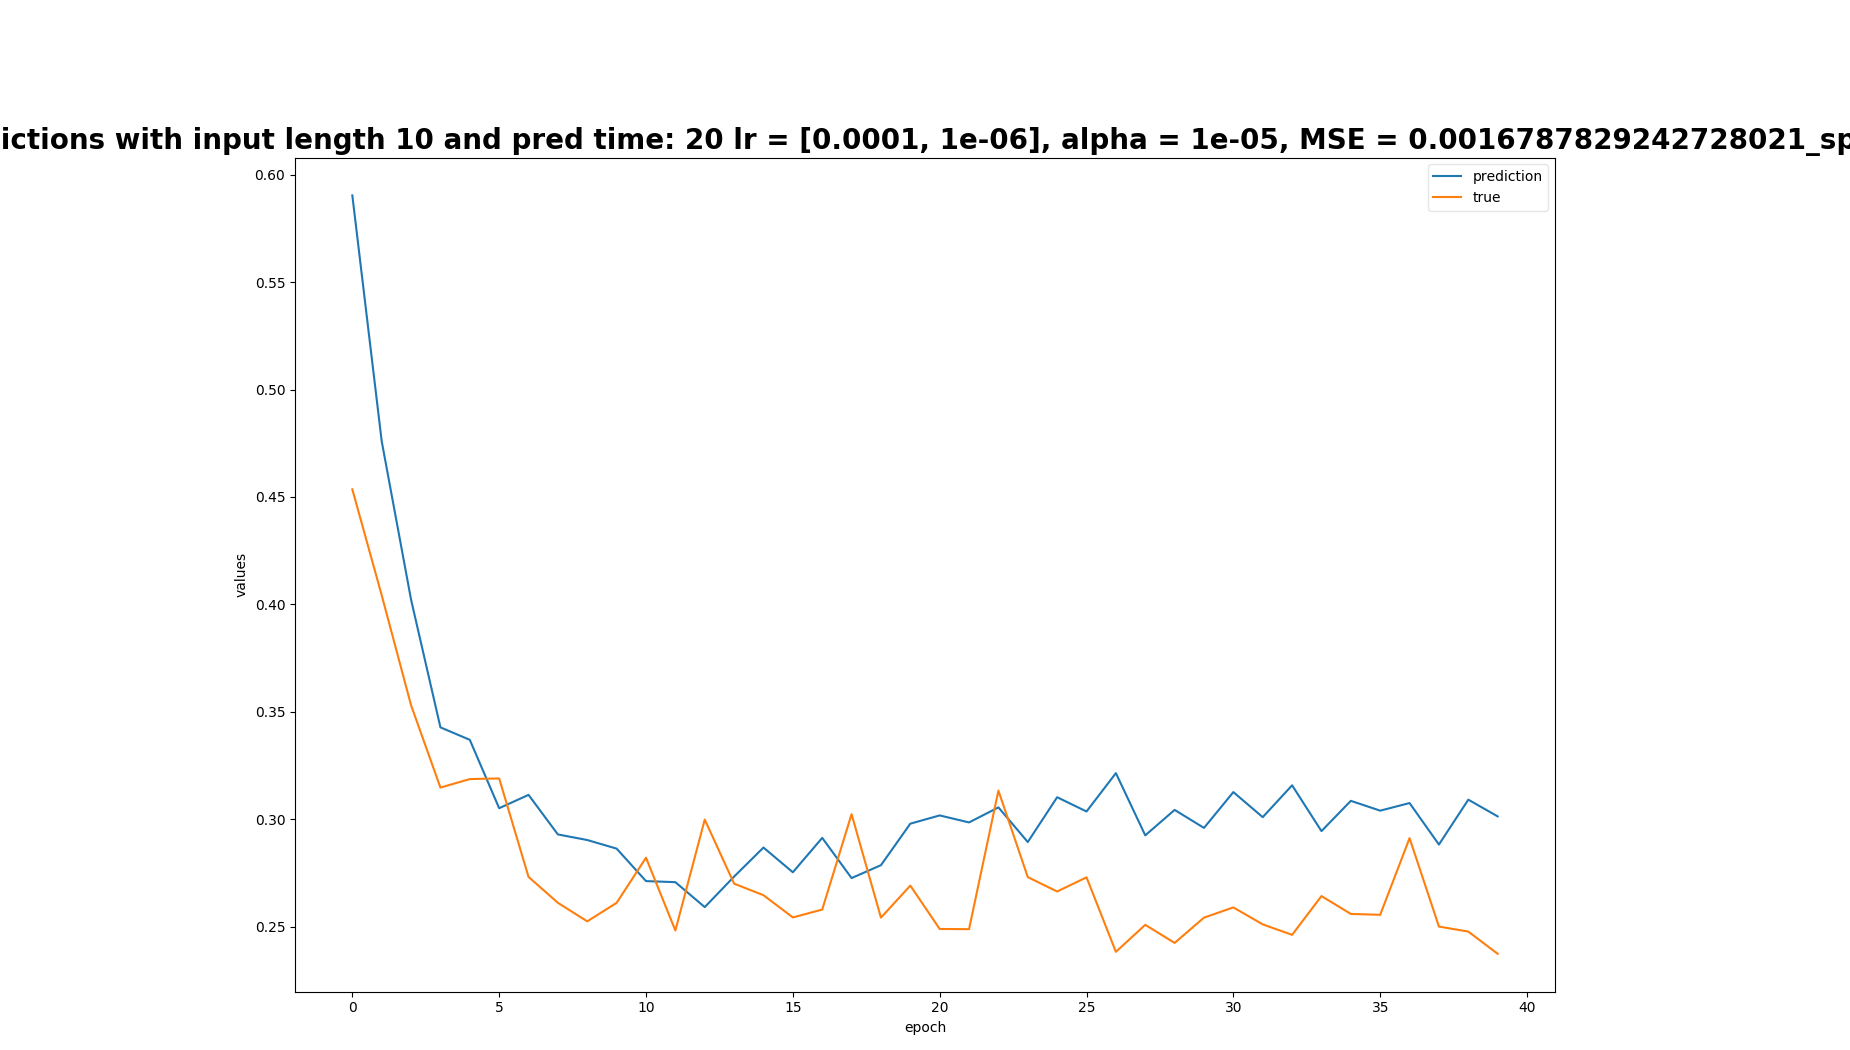 ictions with input length 10 and pred time: 20 lr = [0.0001, 1e-06], alpha = 1e-05, MSE = 0.0016787829242728021_sp
prediction
true
0.60
0.55
0.50
0.45
0.40
0.35
0.30
0.25
values
0 5 10 15 20 25 30 35 40
epoch